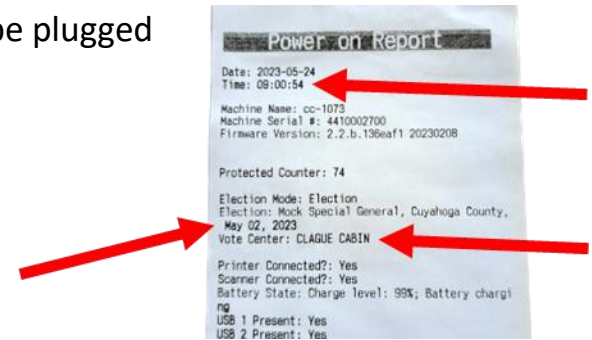 be plugged
Power on Report
Date: 2023-05-24
Time: 09:00:54
Machine Name: cc-1073
Machine Serial #: 4410002700
Firmware Version: 2.2.b.136eaf1 20230208
Protected Counter: 74
Election Mode: Election
Election: Mock Special General, Cuyahoga County,
May 02, 2023
Vote Center: CLAGUE CABIN
Printer Connected?: Yes
Scanner Connected?: Yes
Battery State: Charge level: 99%; Battery chargi
ng
USB 1 Present: Yes
USB 2 Present: Yes